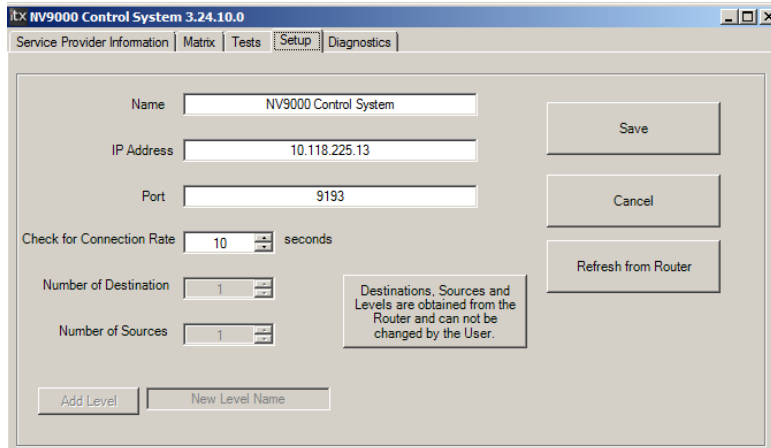 itx NV9000 Control System 3.24.10.0
Service Provider Information Matrix Tests Setup Diagnostics
Name NV9000 Control System
Save
IP Address 10.118.225.13
Port 9193
Cancel
Check for Connection Rate 10 seconds
Refresh from Router
Number of Destination 1
Destinations, Sources and
Levels are obtained from the
Router and can not be
changed by the User.
Number of Sources 1
Add Level New Level Name